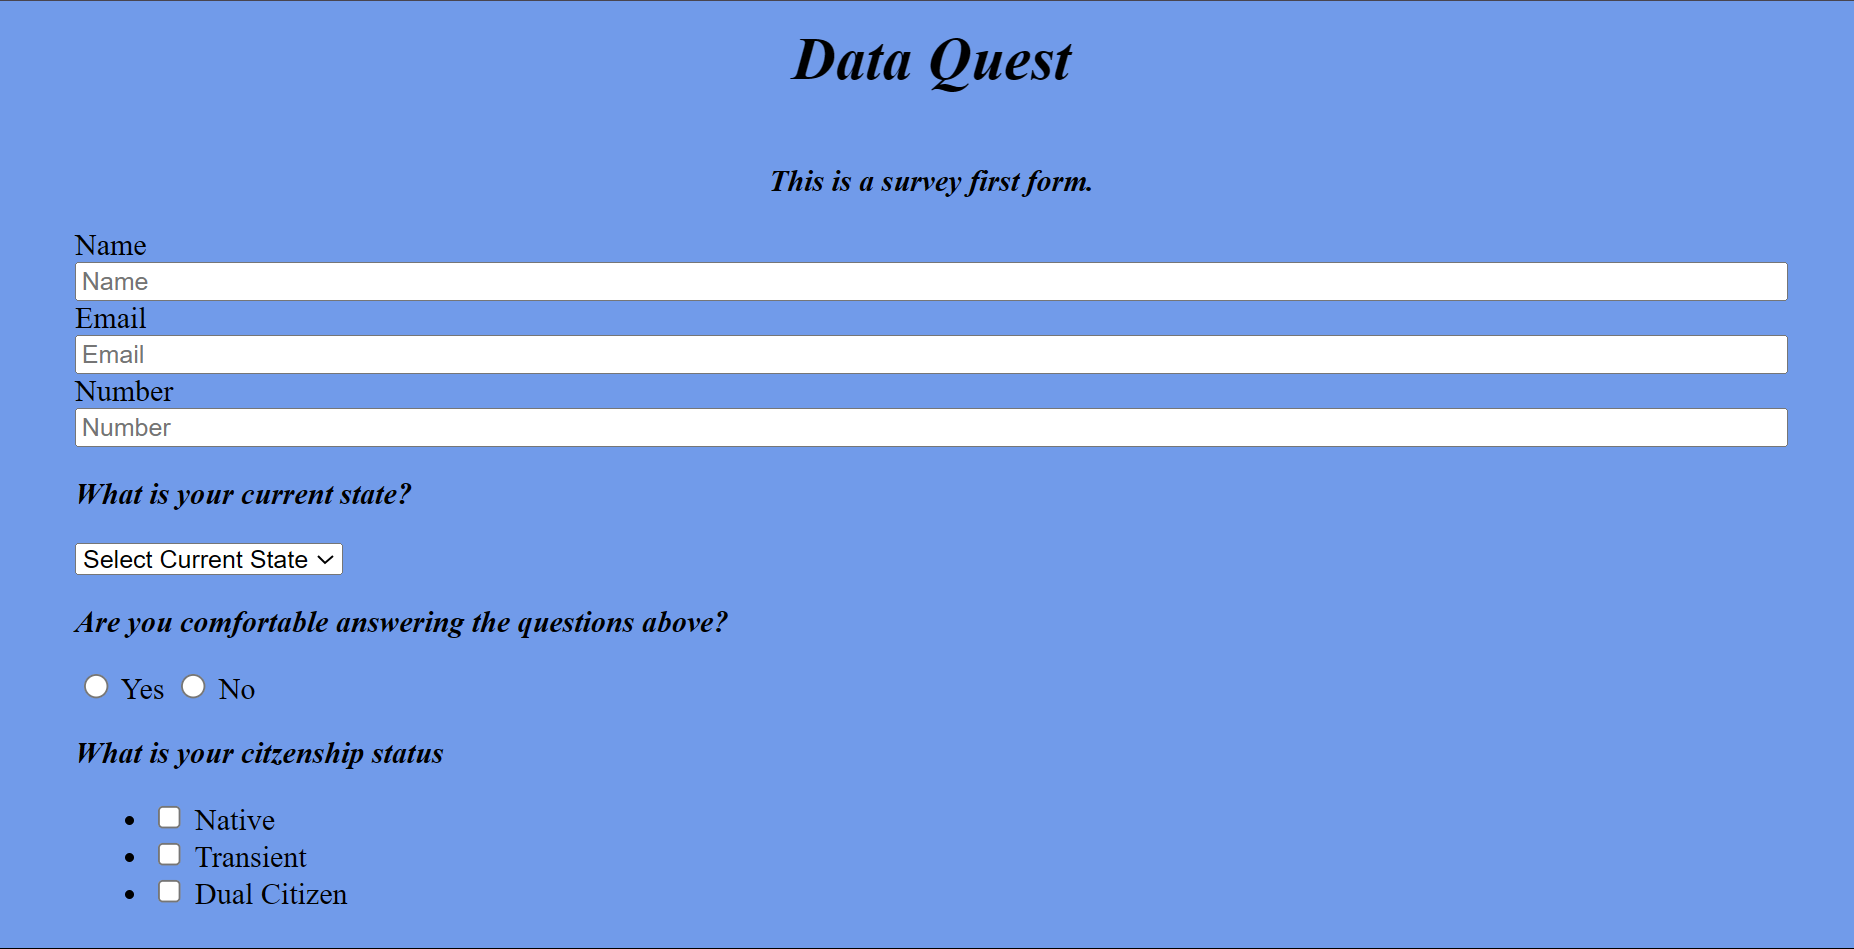 Data Quest
This is a survey first form.
Name
Name
Email
Email
Number
Number
What is your current state?
Select Current State
Are you comfortable answering the questions above?
Yes No
What is your citzenship status
Native
Transient
Dual Citizen